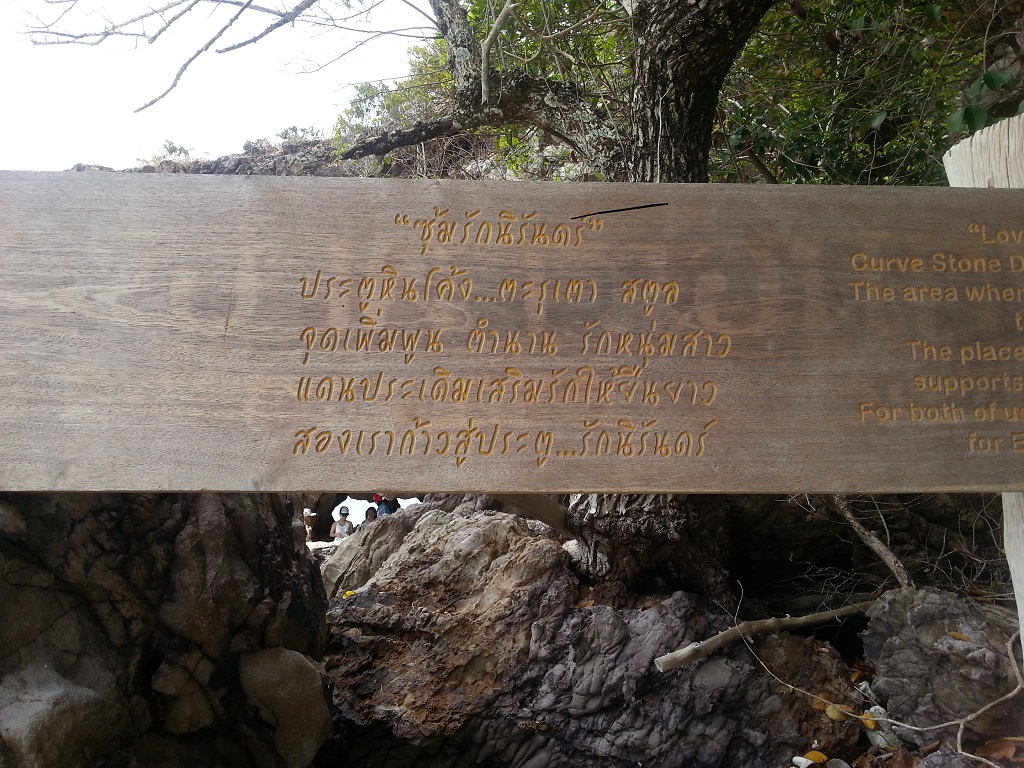 “ซุ้มรักนิรันดร์”
ประตูหินโค้ง...ตะรุเตา สตูล
จุดเพิ่มพูน ตำนาน รักหนุ่มสาว
แดนประเดิมเสริมรักให้ยืนยาว
สองเราก้าวสู่ประตู...รักนิรันดร์
“Lov
Curve Stone D
The area wher
t
The place
supports
For both of us
for E